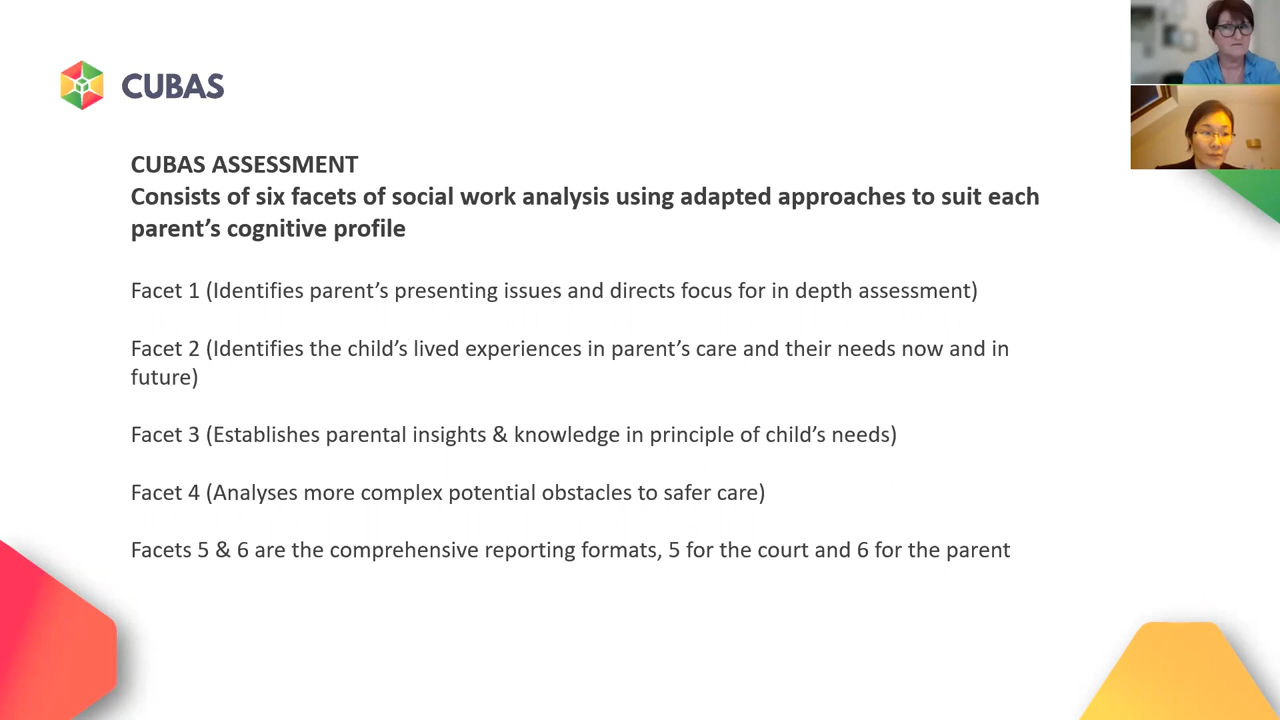 CUBAS
CUBAS ASSESSMENT
Consists of six facets of social work analysis using adapted approaches to suit each
parent’s cognitive profile
Facet 1 (Identifies parent’s presenting issues and directs focus for in depth assessment)
Facet 2 (Identifies the child’s lived experiences in parent’s care and their needs now and in
future)
Facet 3 (Establishes parental insights & knowledge in principle of child’s needs)
Facet 4 (Analyses more complex potential obstacles to safer care)
Facets 5 & 6 are the comprehensive reporting formats, 5 for the court and 6 for the parent